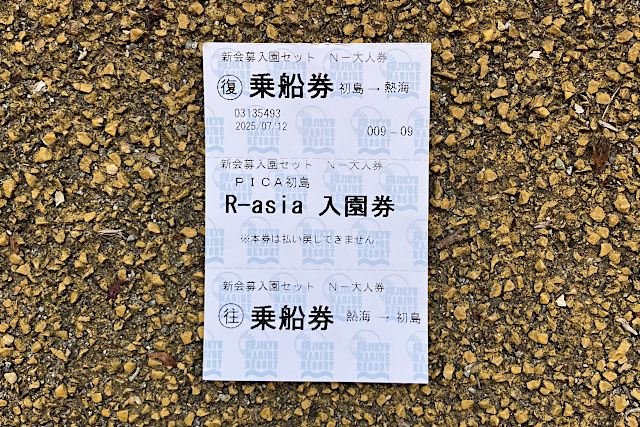 新会募入園セット N－大人券
復 乗船券 初島 → 熱海
03135493
2025/07/12
009－09
新会募入園セット N－大人券
PICA初島
R-asia 入園券
※本券は払い戻しできません。
新会募入園セット N－大人券
往 乗船券 熱海 → 初島
FUJIKYU MARINE RESORT